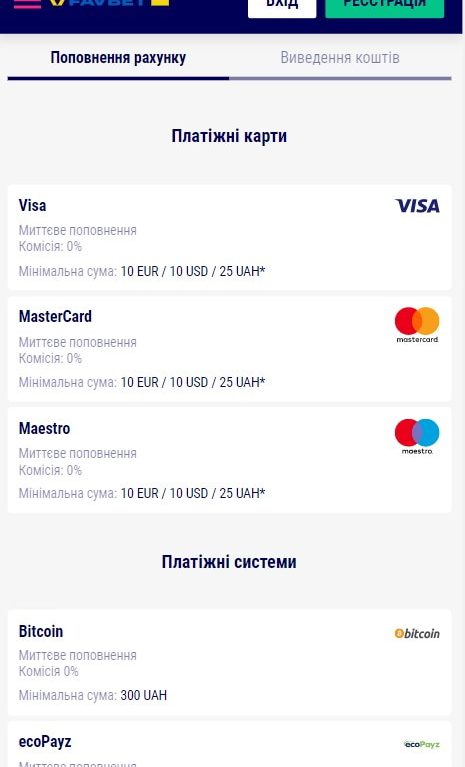 FAVBET
ВХІД
РЕЄСТРАЦІЯ
Поповнення рахунку
Виведення коштів
Платіжні карти
Visa
VISA
Миттєве поповнення
Комісія: 0%
Мінімальна сума: 10 EUR / 10 USD / 25 UAH*
MasterCard
mastercard
Миттєве поповнення
Комісія: 0%
Мінімальна сума: 10 EUR / 10 USD / 25 UAH*
Maestro
maestro
Миттєве поповнення
Комісія: 0%
Мінімальна сума: 10 EUR / 10 USD / 25 UAH*
Платіжні системи
Bitcoin
bitcoin
Миттєве поповнення
Комісія 0%
Мінімальна сума: 300 UAH
ecoPayz
ecoPayz
Миттєве поповнення